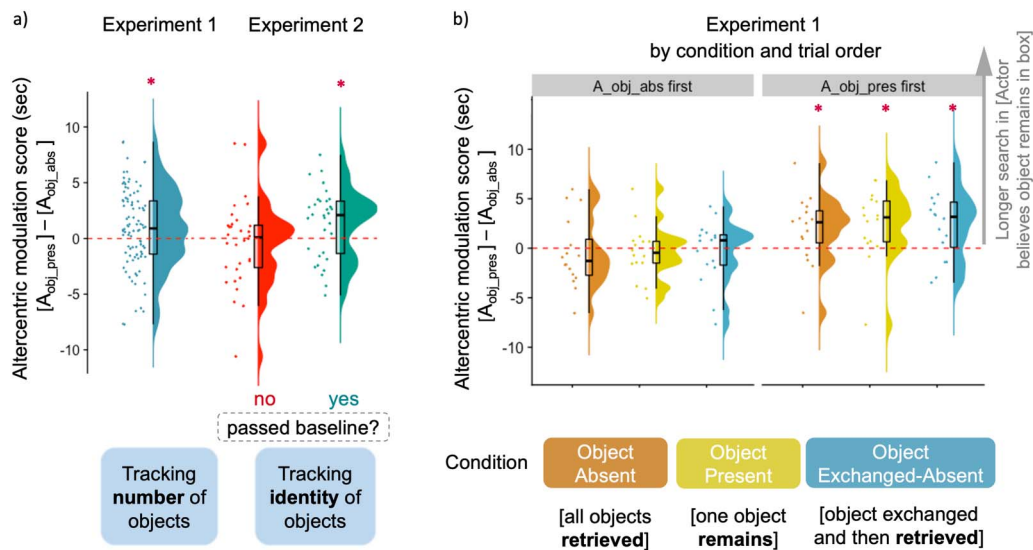 a)
Experiment 1
Experiment 2
Altercentric modulation score (sec)
[A_obj_pres] – [A_obj_abs]
*
*
10
5
0
-5
-10
no
yes
passed baseline?
Tracking
number of
objects
Tracking
identity of
objects
b)
Experiment 1
by condition and trial order
Altercentric modulation score (sec)
[A_obj_pres] – [A_obj_abs]
A_obj_abs first
A_obj_pres first
*
*
*
10
5
0
-5
-10
Longer search in [Actor
believes object remains in box]
Condition
Object
Absent
Object
Present
Object
Exchanged-Absent
[all objects
retrieved]
[one object
remains]
[object exchanged
and then retrieved]